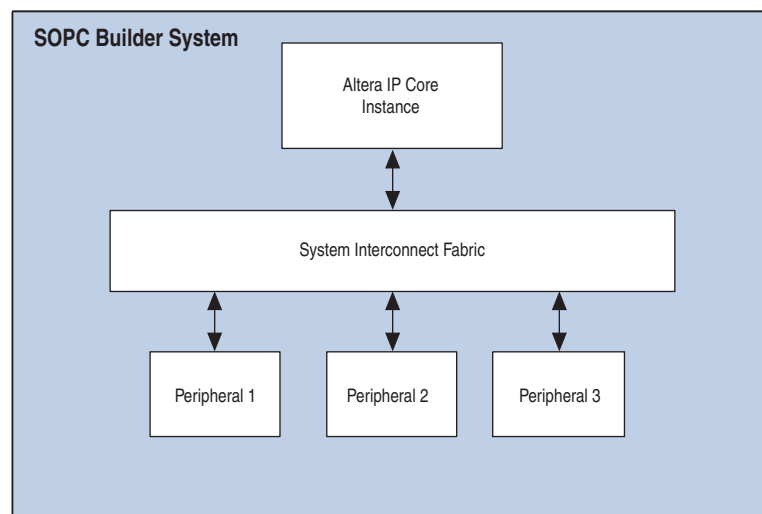 SOPC Builder System
Altera IP Core
Instance
System Interconnect Fabric
Peripheral 1
Peripheral 2
Peripheral 3